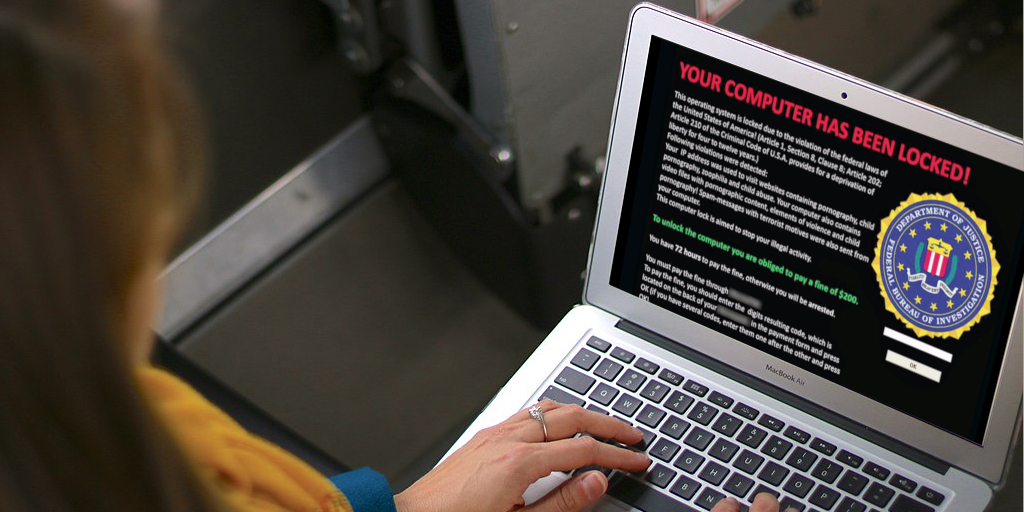 YOUR COMPUTER HAS BEEN LOCKED!
This operating system is locked due to the violation of the federal laws of
the United States of America! (Article 1, Section 8, Clause 8; Article 202;
Article 210 of the Criminal Code of U.S.A. provides for a deprivation of
liberty for four to twelve years.)
Following violations were detected:
Your IP address was used to visit websites containing pornography, child
pornography, zoophilia and child abuse. Your computer also contains
video files with pornographic content, elements of violence and child
pornography! Spam-messages with terrorist motives were also sent from
your computer.
This computer lock is aimed to stop your illegal activity.
To unlock the computer you are obliged to pay a fine of $200.
You have 72 hours to pay the fine, otherwise you will be arrested.
You must pay the fine through
To pay the fine, you should enter the digits resulting code, which is
located on the back of your in the payment form and press
OK (if you have several codes, enter them one after the other and press
OK).
DEPARTMENT OF JUSTICE
FEDERAL BUREAU OF INVESTIGATION
OK
MacBook Air